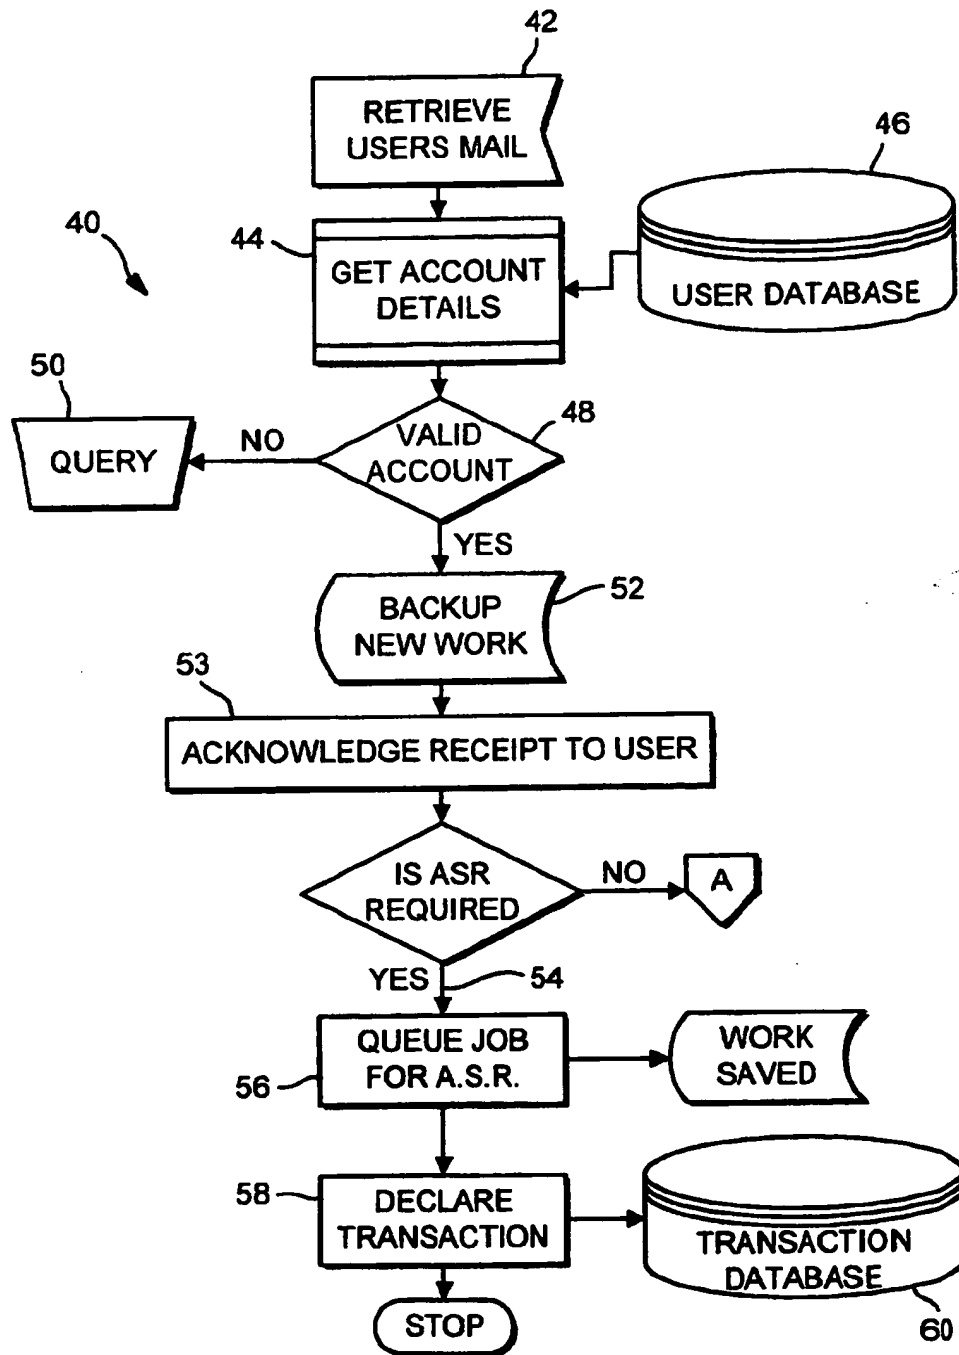 42
RETRIEVE
USERS MAIL
46
40
44
GET ACCOUNT
DETAILS
USER DATABASE
50
48
QUERY
NO
VALID
ACCOUNT
YES
BACKUP
NEW WORK
52
53
ACKNOWLEDGE RECEIPT TO USER
IS ASR
REQUIRED
NO
A
YES
54
QUEUE JOB
FOR A.S.R.
56
WORK
SAVED
58
DECLARE
TRANSACTION
TRANSACTION
DATABASE
STOP
60